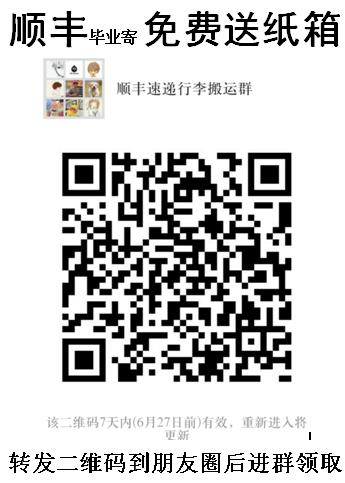 顺丰毕业寄免费送纸箱
顺丰速递行李搬运群
该二维码7天内(6月27日前)有效，重新进入将
更新
转发二维码到朋友圈后进群领取